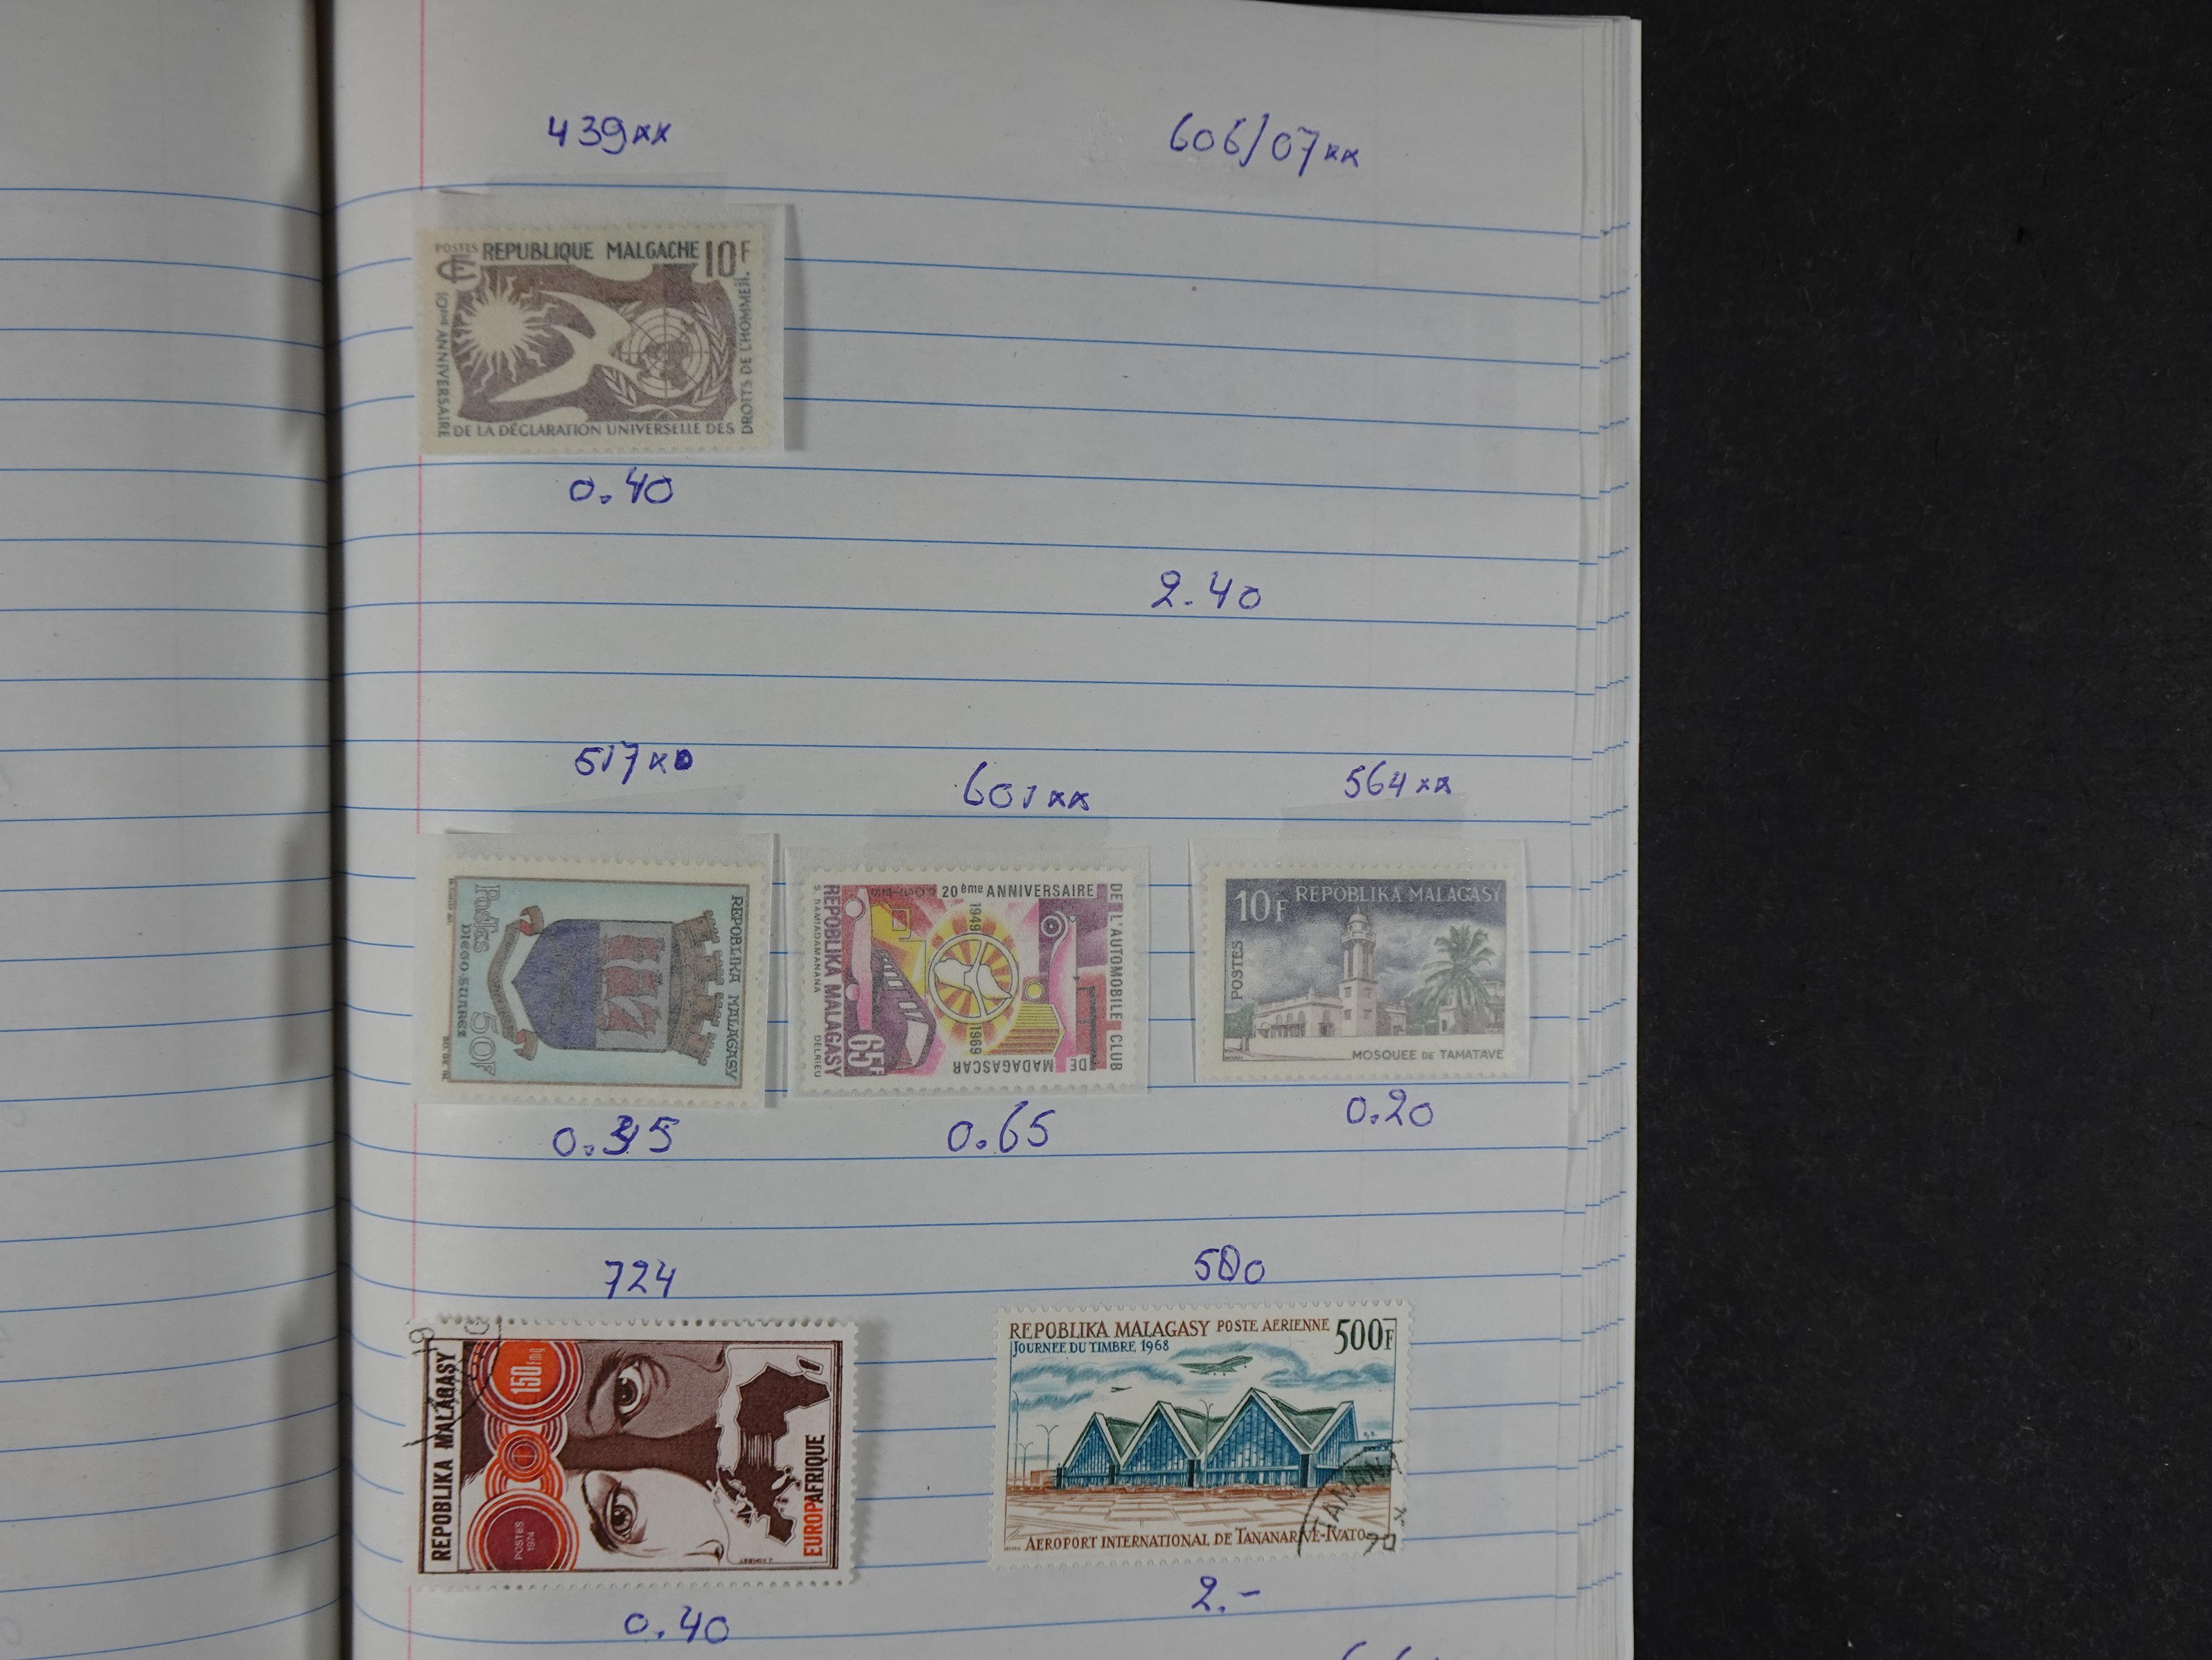 439xx
606/07xx
POSTES REPUBLIQUE MALGACHE 10F
10ème ANNIVERSAIRE
DE LA DÉCLARATION UNIVERSELLE DES
DROITS DE L'HOMME
0.40
2.40
517xx
601xx
564xx
REPOBLIKA MALAGASY
Postes 50F
DIEGO-SUAREZ
20ème ANNIVERSAIRE
DE L'AUTOMOBILE CLUB
DE MADAGASCAR
1949 1969
REPOBLIKA MALAGASY 65F
S. RAMIADAMANANA DELRIEU
10F REPOBLIKA MALAGASY
POSTES
MOSQUEE DE TAMATAVE
0.35
0.65
0.20
724
580
REPOBLIKA MALAGASY
150 FMG
POSTES
1974
EUROPAFRIQUE
REPOBLIKA MALAGASY POSTE AERIENNE 500F
JOURNEE DU TIMBRE 1968
AEROPORT INTERNATIONAL DE TANANARIVE-IVATO
TANAN
0.40
2.-